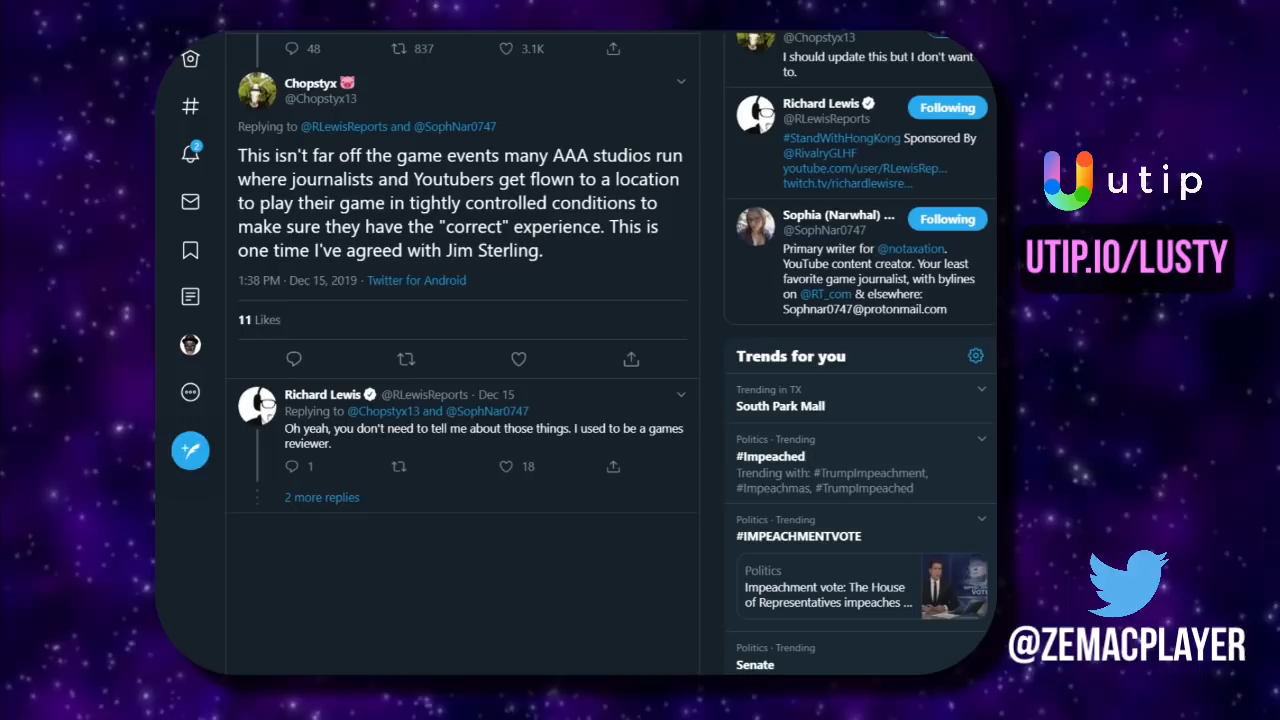 48 837 3.1K
Chopstyx
@Chopstyx13
Replying to @RLewisReports and @SophNar0747
This isn't far off the game events many AAA studios run
where journalists and Youtubers get flown to a location
to play their game in tightly controlled conditions to
make sure they have the "correct" experience. This is
one time I've agreed with Jim Sterling.
1:38 PM · Dec 15, 2019 · Twitter for Android
11 Likes
Richard Lewis @RLewisReports · Dec 15
Replying to @Chopstyx13 and @SophNar0747
Oh yeah, you don't need to tell me about those things. I used to be a games
reviewer.
1 18
2 more replies
2
@Chopstyx13
I should update this but I don't want
to.
Richard Lewis
@RLewisReports
Following
#StandWithHongKong Sponsored By
@RivalryGLHF
youtube.com/user/RLewisRep...
twitch.tv/richardlewisre...
Sophia (Narwhal) ...
@SophNar0747
Following
Primary writer for @notaxation.
YouTube content creator. Your least
favorite game journalist, with bylines
on @RT_com & elsewhere:
Sophnar0747@protonmail.com
Trends for you
Trending in TX
South Park Mall
Politics · Trending
#Impeached
Trending with: #TrumpImpeachment,
#Impeachmas, #TrumpImpeached
Politics · Trending
#IMPEACHMENTVOTE
Politics
Impeachment vote: The House
of Representatives impeaches ...
Politics · Trending
Senate
utip
UTIP.IO/LUSTY
@ZEMACPLAYER